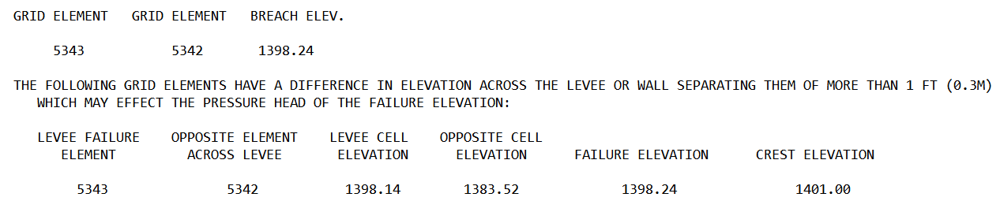 GRID ELEMENT GRID ELEMENT BREACH ELEV.
5343 5342 1398.24
THE FOLLOWING GRID ELEMENTS HAVE A DIFFERENCE IN ELEVATION ACROSS THE LEVEE OR WALL SEPARATING THEM OF MORE THAN 1 FT (0.3M)
WHICH MAY EFFECT THE PRESSURE HEAD OF THE FAILURE ELEVATION:
LEVEE FAILURE OPPOSITE ELEMENT LEVEE CELL OPPOSITE CELL
ELEMENT ACROSS LEVEE ELEVATION ELEVATION FAILURE ELEVATION CREST ELEVATION
5343 5342 1398.14 1383.52 1398.24 1401.00